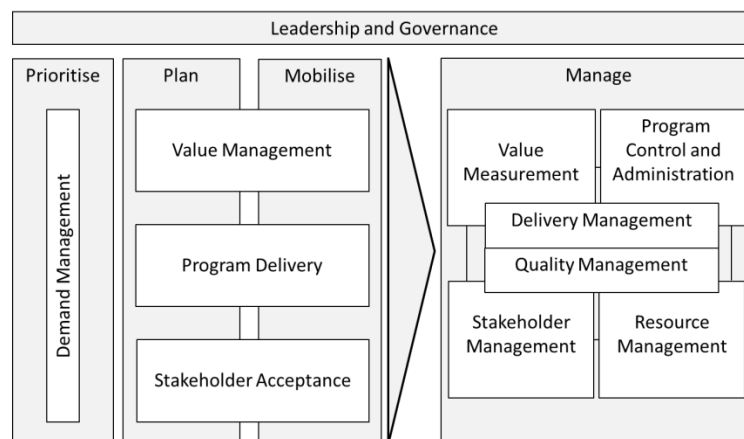 Leadership and Governance
Prioritise
Plan
Mobilise
Manage
Demand Management
Value Management
Program Delivery
Stakeholder Acceptance
Value
Measurement
Program
Control and
Administration
Delivery Management
Quality Management
Stakeholder
Management
Resource
Management